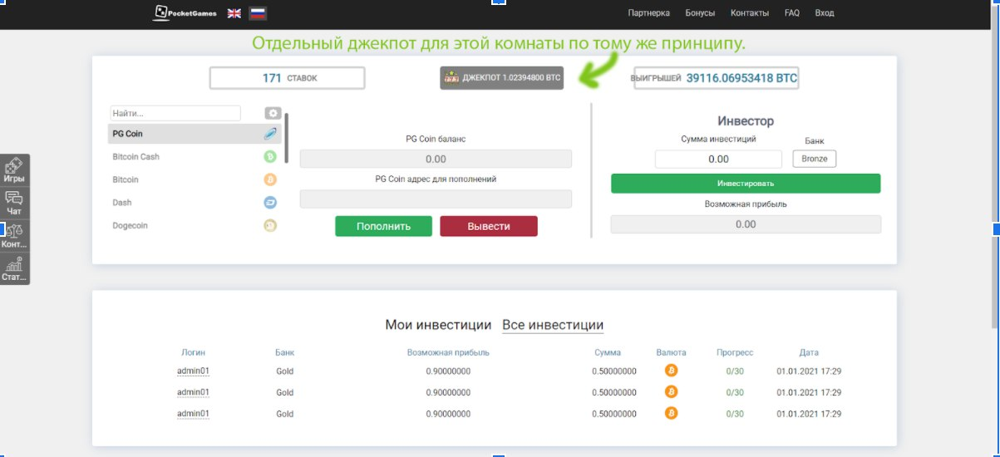 PocketGames
Партнерка Бонусы Контакты FAQ Вход
Отдельный джекпот для этой комнаты по тому же принципу.
171 СТАВОК
ДЖЕКПОТ 1.02394800 BTC
ВЫИГРЫШЕЙ 39116.06953418 BTC
Найти...
PG Coin
Bitcoin Cash
Bitcoin
Dash
Dogecoin
PG Coin баланс
0.00
PG Coin адрес для пополнений
Пополнить Вывести
Инвестор
Сумма инвестиций Банк
0.00 Bronze
Инвестировать
Возможная прибыль
0.00
Игры
Чат
Конт...
Стат...
Мои инвестиции Все инвестиции
Логин Банк Возможная прибыль Сумма Валюта Прогресс Дата
admin01 Gold 0.90000000 0.50000000 0/30 01.01.2021 17:29
admin01 Gold 0.90000000 0.50000000 0/30 01.01.2021 17:29
admin01 Gold 0.90000000 0.50000000 0/30 01.01.2021 17:29